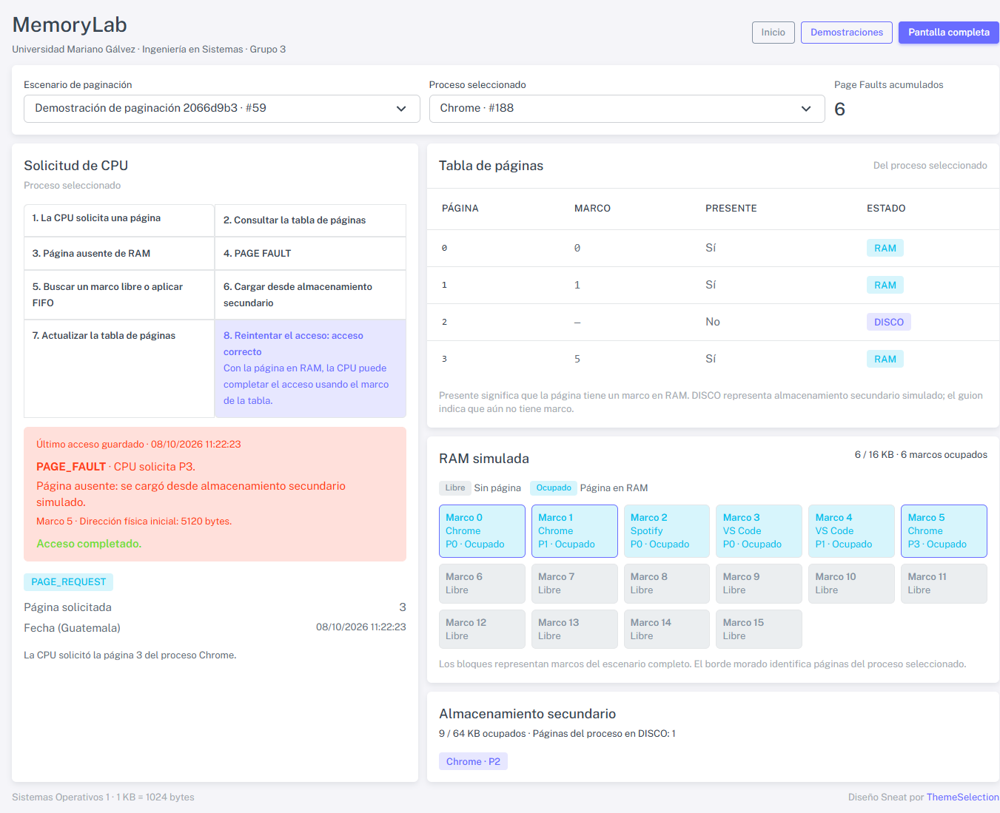 MemoryLab
Universidad Mariano Gálvez · Ingeniería en Sistemas · Grupo 3
Inicio
Demostraciones
Pantalla completa
Escenario de paginación
Demostración de paginación 2066d9b3 · #59
Proceso seleccionado
Chrome · #188
Page Faults acumulados
6
Solicitud de CPU
Proceso seleccionado
1. La CPU solicita una página
2. Consultar la tabla de páginas
3. Página ausente de RAM
4. PAGE FAULT
5. Buscar un marco libre o aplicar
FIFO
6. Cargar desde almacenamiento
secundario
7. Actualizar la tabla de páginas
8. Reintentar el acceso: acceso
correcto
Con la página en RAM, la CPU puede
completar el acceso usando el marco
de la tabla.
Último acceso guardado · 08/10/2026 11:22:23
PAGE_FAULT · CPU solicita P3.
Página ausente: se cargó desde almacenamiento secundario
simulado.
Marco 5 · Dirección física inicial: 5120 bytes.
Acceso completado.
PAGE_REQUEST
Página solicitada 3
Fecha (Guatemala) 08/10/2026 11:22:23
La CPU solicitó la página 3 del proceso Chrome.
Tabla de páginas
Del proceso seleccionado
PÁGINA MARCO PRESENTE ESTADO
0 0 Sí RAM
1 1 Sí RAM
2 — No DISCO
3 5 Sí RAM
Presente significa que la página tiene un marco en RAM. DISCO representa almacenamiento secundario simulado; el guion
indica que aún no tiene marco.
RAM simulada
6 / 16 KB · 6 marcos ocupados
Libre Sin página Ocupado Página en RAM
Marco 0
Chrome
P0 · Ocupado
Marco 1
Chrome
P1 · Ocupado
Marco 2
Spotify
P0 · Ocupado
Marco 3
VS Code
P0 · Ocupado
Marco 4
VS Code
P1 · Ocupado
Marco 5
Chrome
P3 · Ocupado
Marco 6
Libre
Marco 7
Libre
Marco 8
Libre
Marco 9
Libre
Marco 10
Libre
Marco 11
Libre
Marco 12
Libre
Marco 13
Libre
Marco 14
Libre
Marco 15
Libre
Los bloques representan marcos del escenario completo. El borde morado identifica páginas del proceso seleccionado.
Almacenamiento secundario
9 / 64 KB ocupados · Páginas del proceso en DISCO: 1
Chrome · P2
Sistemas Operativos 1 · 1 KB = 1024 bytes
Diseño Sneat por ThemeSelection